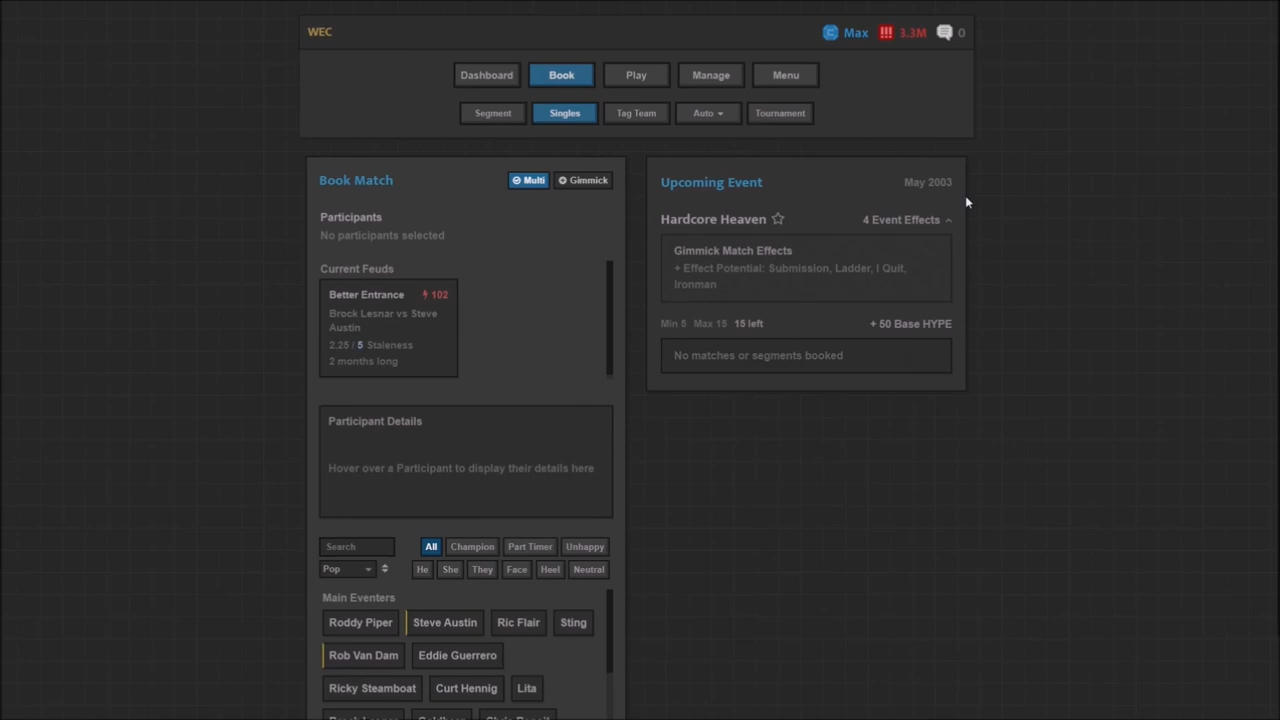 WEC
Max
3.3M
0
Dashboard
Book
Play
Manage
Menu
Segment
Singles
Tag Team
Auto
Tournament
Book Match
Multi
Gimmick
Participants
No participants selected
Current Feuds
Better Entrance
102
Brock Lesnar vs Steve
Austin
2.25 / 5 Staleness
2 months long
Participant Details
Hover over a Participant to display their details here
Search
All
Champion
Part Timer
Unhappy
Pop
He
She
They
Face
Heel
Neutral
Main Eventers
Roddy Piper
Steve Austin
Ric Flair
Sting
Rob Van Dam
Eddie Guerrero
Ricky Steamboat
Curt Hennig
Lita
Brock Lesnar
Goldberg
Chris Benoit
Upcoming Event
May 2003
Hardcore Heaven
4 Event Effects
Gimmick Match Effects
+ Effect Potential: Submission, Ladder, I Quit,
Ironman
Min 5 Max 15 15 left
+ 50 Base HYPE
No matches or segments booked